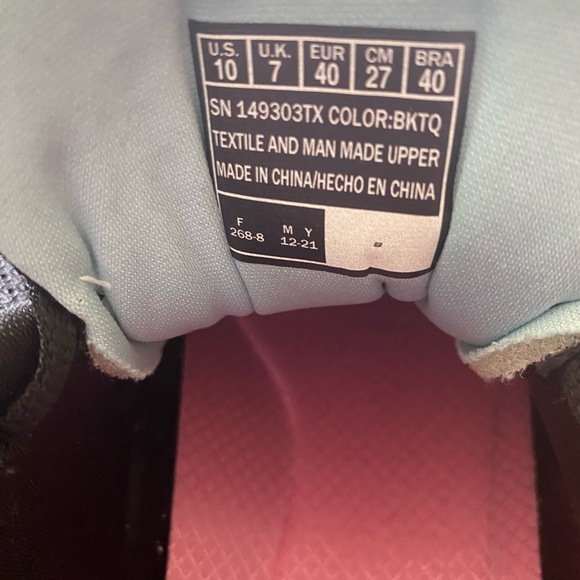 U.S. U.K. EUR CM BRA
10 7 40 27 40
SN 149303TX COLOR:BKTQ
TEXTILE AND MAN MADE UPPER
MADE IN CHINA/HECHO EN CHINA
F M Y
268-8 12-21